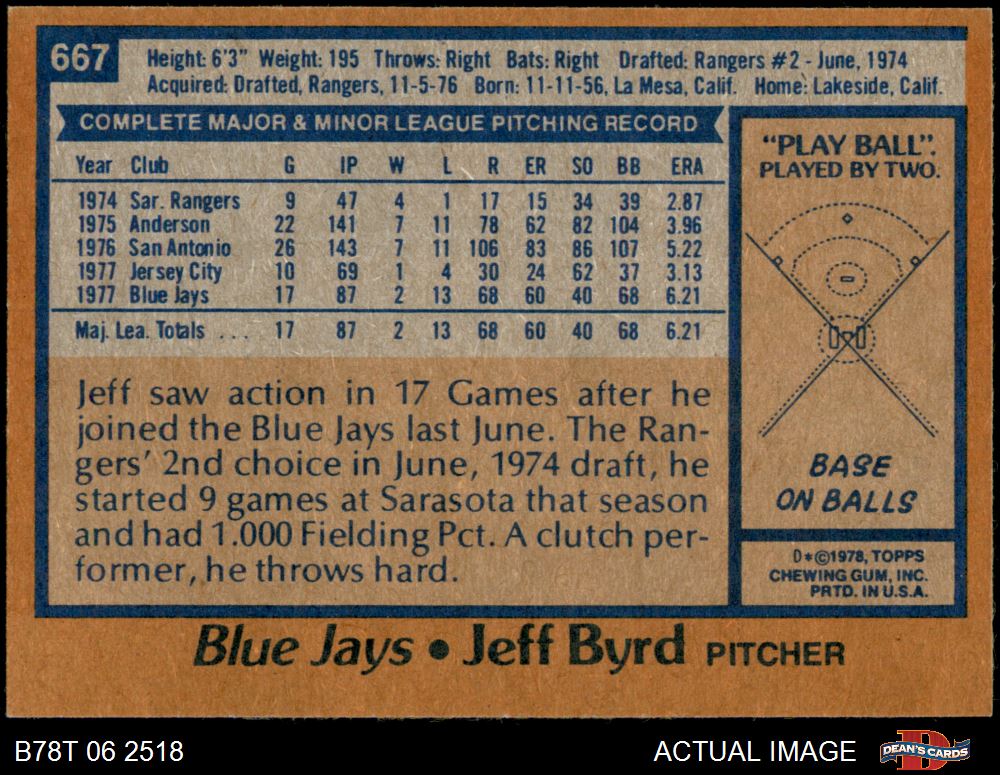 667
Height: 6'3" Weight: 195 Throws: Right Bats: Right Drafted: Rangers #2 - June, 1974
Acquired: Drafted, Rangers, 11-5-76 Born: 11-11-56, La Mesa, Calif. Home: Lakeside, Calif.
COMPLETE MAJOR & MINOR LEAGUE PITCHING RECORD
Year Club G IP W L R ER SO BB ERA
1974 Sar. Rangers 9 47 4 1 17 15 34 39 2.87
1975 Anderson 22 141 7 11 78 62 82 104 3.96
1976 San Antonio 26 143 7 11 106 83 86 107 5.22
1977 Jersey City 10 69 1 4 30 24 62 37 3.13
1977 Blue Jays 17 87 2 13 68 60 40 68 6.21
Maj. Lea. Totals . . . 17 87 2 13 68 60 40 68 6.21
Jeff saw action in 17 Games after he
joined the Blue Jays last June. The Ran-
gers' 2nd choice in June, 1974 draft, he
started 9 games at Sarasota that season
and had 1.000 Fielding Pct. A clutch per-
former, he throws hard.
"PLAY BALL".
PLAYED BY TWO.
BASE
ON BALLS
D*©1978, TOPPS
CHEWING GUM, INC.
PRTD. IN U.S.A.
Blue Jays • Jeff Byrd PITCHER
B78T 06 2518
ACTUAL IMAGE
D
DEAN'S CARDS